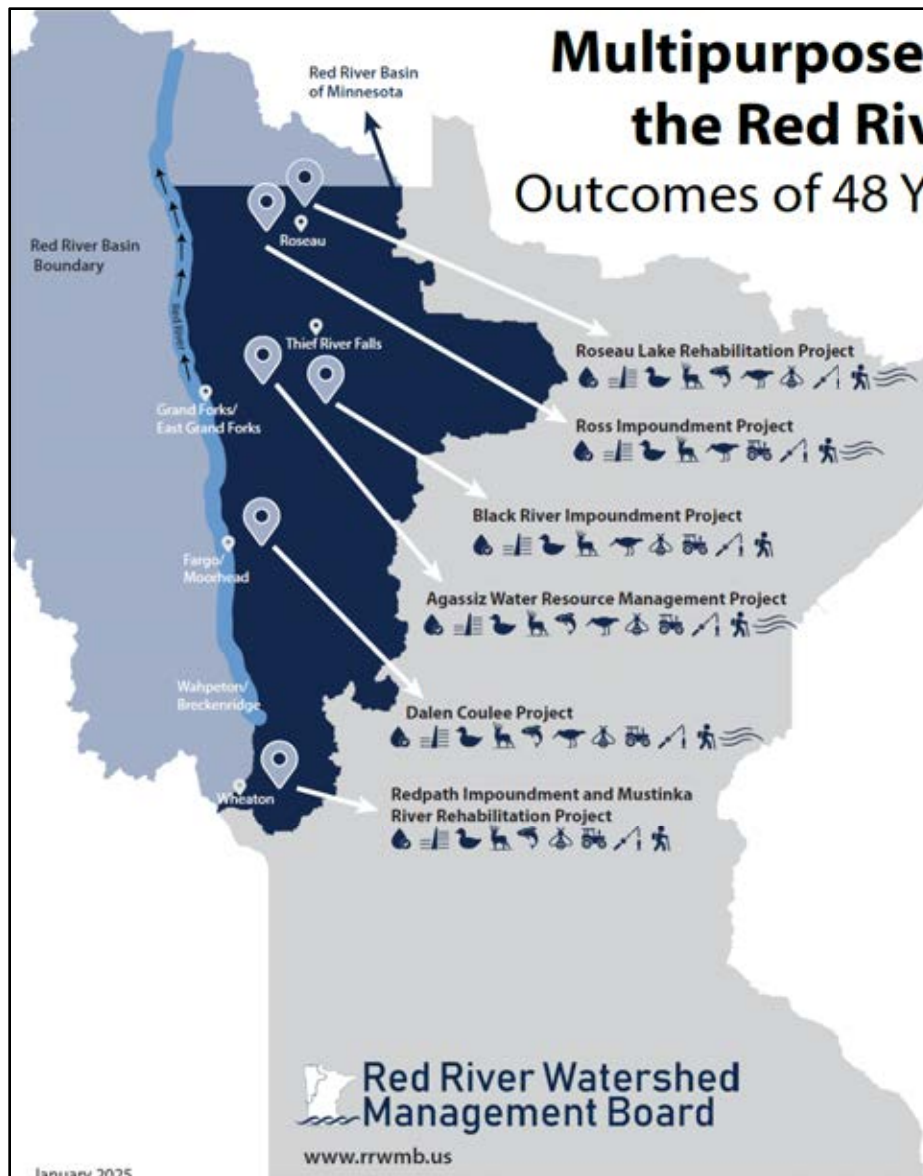 Multipurpose
the Red Riv
Outcomes of 48 Y
Red River Basin
of Minnesota
Red River Basin
Boundary
Roseau
Red River
Thief River Falls
Grand Forks/
East Grand Forks
Fargo/
Moorhead
Wahpeton/
Breckenridge
Wheaton
Roseau Lake Rehabilitation Project
Ross Impoundment Project
Black River Impoundment Project
Agassiz Water Resource Management Project
Dalen Coulee Project
Redpath Impoundment and Mustinka
River Rehabilitation Project
Red River Watershed
Management Board
www.rrwmb.us
January 2025